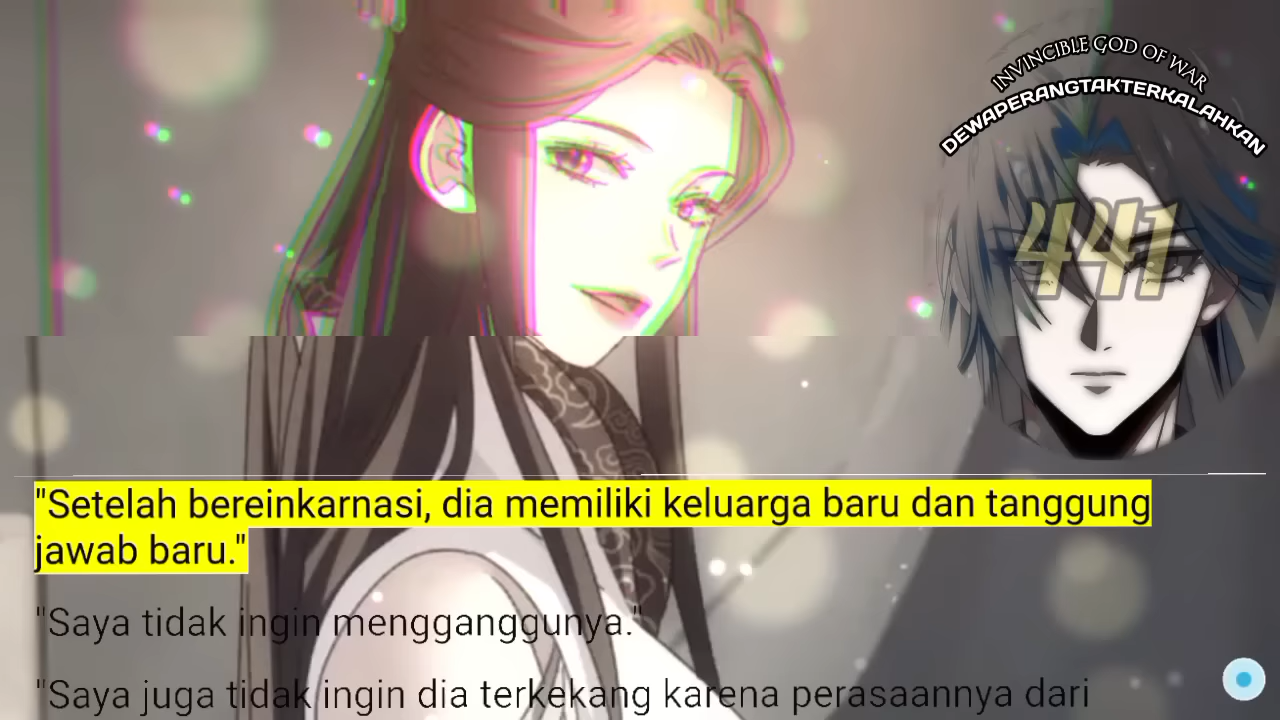 INVINCIBLE GOD OF WAR
DEWAPERANGTAKTERKALAHKAN
441
"Setelah bereinkarnasi, dia memiliki keluarga baru dan tanggung
jawab baru."
"Saya tidak ingin mengganggunya."
"Saya juga tidak ingin dia terkekang karena perasaannya dari